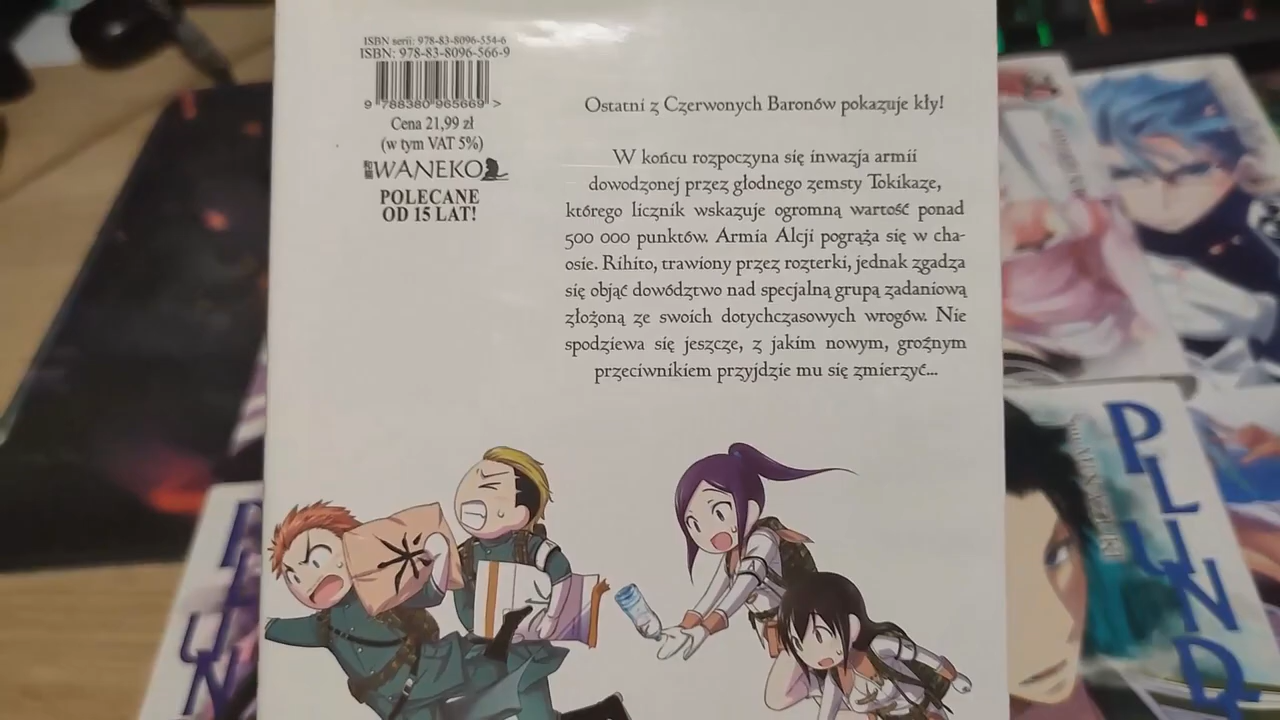 ISBN serii: 978-83-8096-554-6
ISBN: 978-83-8096-566-9
9 788380 965669 >
Cena 21,99 zł
(w tym VAT 5%)
WANEKO
POLECANE
OD 15 LAT!
Ostatni z Czerwonych Baronów pokazuje kły!
W końcu rozpoczyna się inwazja armii
dowodzonej przez głodnego zemsty Tokikaze,
którego licznik wskazuje ogromną wartość ponad
500 000 punktów. Armia Alcji pogrąża się w cha-
osie. Rihito, trawiony przez rozterki, jednak zgadza
się objąć dowództwo nad specjalną grupą zadaniową
złożoną ze swoich dotychczasowych wrogów. Nie
spodziewa się jeszcze, z jakim nowym, groźnym
przeciwnikiem przyjdzie mu się zmierzyć...
PLUND